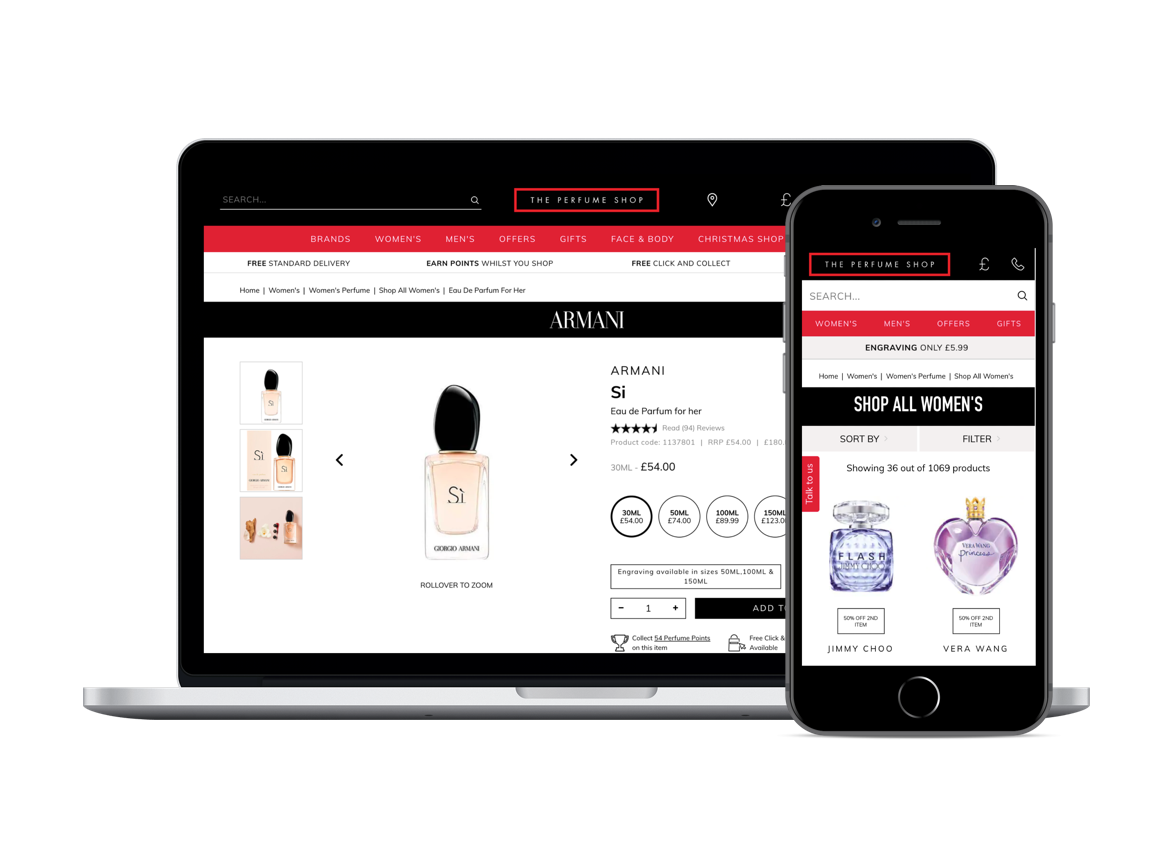 SEARCH...
THE PERFUME SHOP
£
BRANDS WOMEN'S MEN'S OFFERS GIFTS FACE & BODY CHRISTMAS SHOP
FREE STANDARD DELIVERY EARN POINTS WHILST YOU SHOP FREE CLICK AND COLLECT
Home | Women's | Women's Perfume | Shop All Women's | Eau De Parfum For Her
ARMANI
ARMANI
Sì
Eau de Parfum for her
Read (94) Reviews
Product code: 1137801 | RRP £54.00 | £180.
30ML - £54.00
30ML 50ML 100ML 150ML
£54.00 £74.00 £89.99 £123.0
Engraving available in sizes 50ML,100ML &
150ML
− 1 + ADD TO
Collect 54 Perfume Points
on this item
Free Click &
Available
Sì
GIORGIO ARMANI
ROLLOVER TO ZOOM
THE PERFUME SHOP £
SEARCH...
WOMEN'S MEN'S OFFERS GIFTS
ENGRAVING ONLY £5.99
Home | Women's | Women's Perfume | Shop All Women's
SHOP ALL WOMEN'S
SORT BY FILTER
Showing 36 out of 1069 products
Talk to us
FLASH
JIMMY CHOO
VERA WANG
Princess
50% OFF 2ND
ITEM
50% OFF 2ND
ITEM
JIMMY CHOO VERA WANG